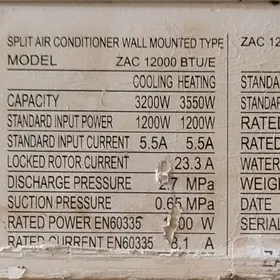 SPLIT AIR CONDITIONER WALL MOUNTED TYPE
MODEL ZAC 12000 BTU/E
COOLING HEATING
CAPACITY 3200W 3550W
STANDARD INPUT POWER 1200W 1200W
STANDARD INPUT CURRENT 5.5A 5.5A
LOCKED ROTOR CURRENT 23.3 A
DISCHARGE PRESSURE 2.7 MPa
SUCTION PRESSURE 0.65 MPa
RATED POWER EN60335 W
RATED CURRENT EN60335 8.1 A
ZAC 12
STANDA
STANDA
RATED
RATED
WATER
WEIG
DATE
SERIAL